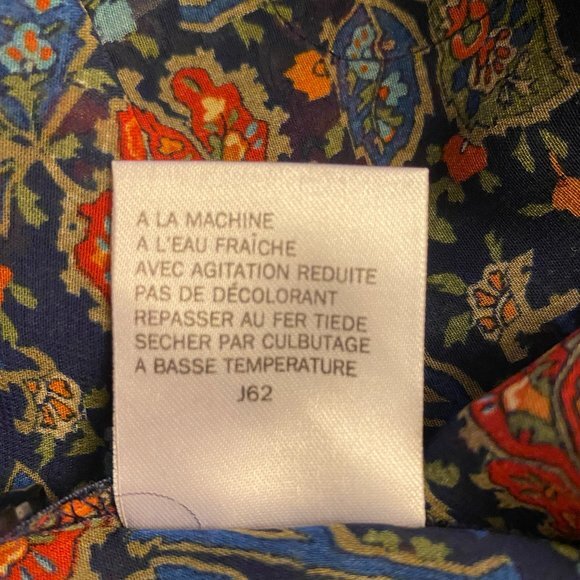 A LA MACHINE
A L'EAU FRAÎCHE
AVEC AGITATION REDUITE
PAS DE DÉCOLORANT
REPASSER AU FER TIEDE
SECHER PAR CULBUTAGE
A BASSE TEMPERATURE
J62